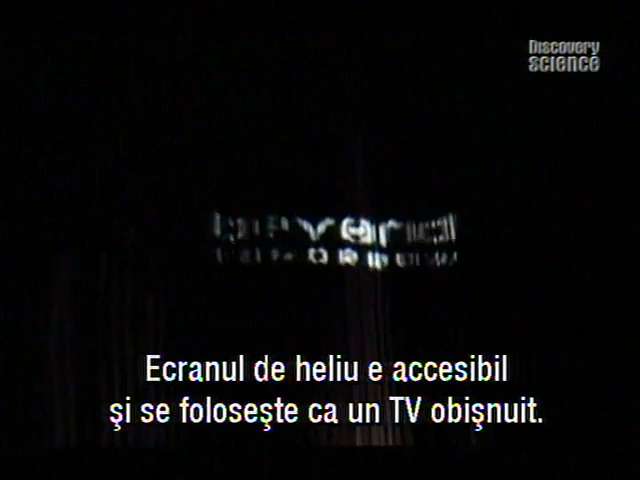 Discovery
SCIENCE
Ecranul de heliu e accesibil
şi se foloseşte ca un TV obişnuit.